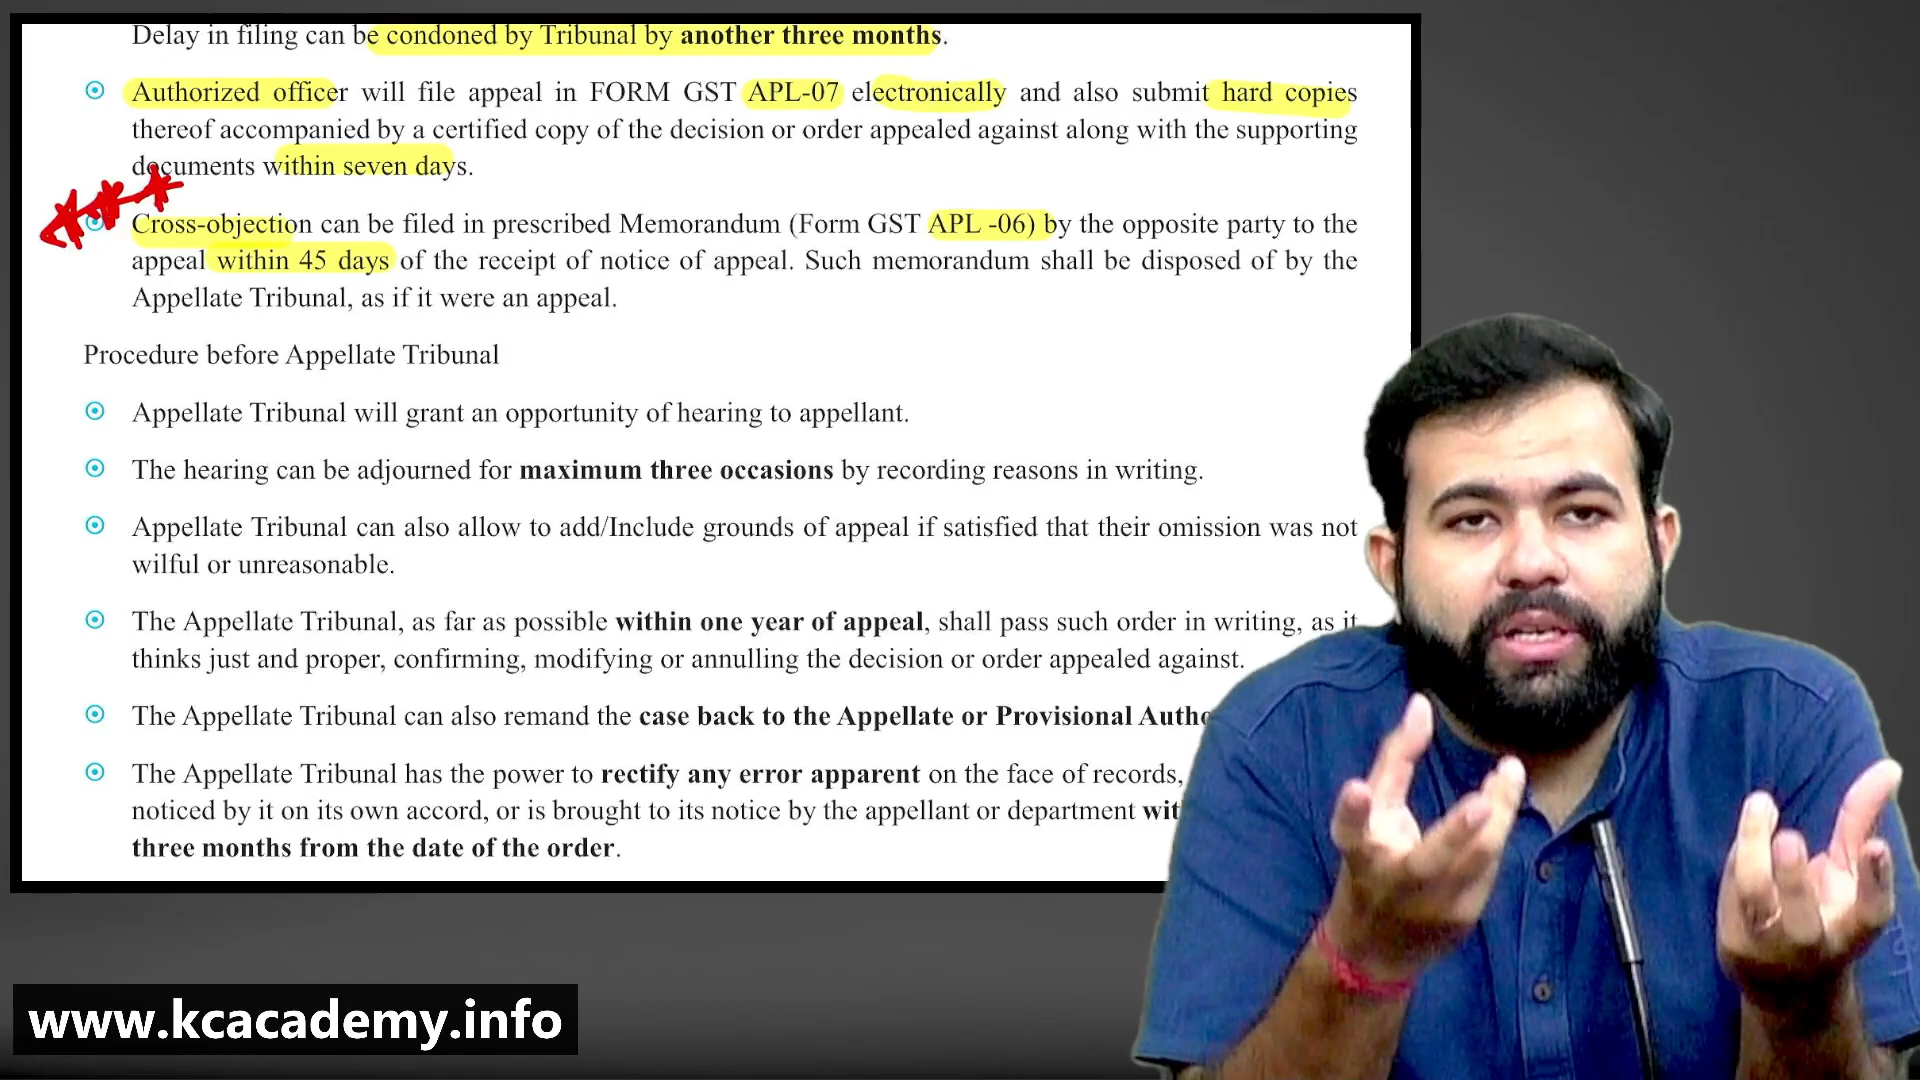 Delay in filing can be condoned by Tribunal by another three months.
Authorized officer will file appeal in FORM GST APL-07 electronically and also submit hard copies
thereof accompanied by a certified copy of the decision or order appealed against along with the supporting
documents within seven days.
Cross-objection can be filed in prescribed Memorandum (Form GST APL -06) by the opposite party to the
appeal within 45 days of the receipt of notice of appeal. Such memorandum shall be disposed of by the
Appellate Tribunal, as if it were an appeal.
Procedure before Appellate Tribunal
Appellate Tribunal will grant an opportunity of hearing to appellant.
The hearing can be adjourned for maximum three occasions by recording reasons in writing.
Appellate Tribunal can also allow to add/Include grounds of appeal if satisfied that their omission was not
wilful or unreasonable.
The Appellate Tribunal, as far as possible within one year of appeal, shall pass such order in writing, as it
thinks just and proper, confirming, modifying or annulling the decision or order appealed against.
The Appellate Tribunal can also remand the case back to the Appellate or Provisional
The Appellate Tribunal has the power to rectify any error apparent on the face of records,
noticed by it on its own accord, or is brought to its notice by the appellant or department
three months from the date of the order.
www.kcacademy.info